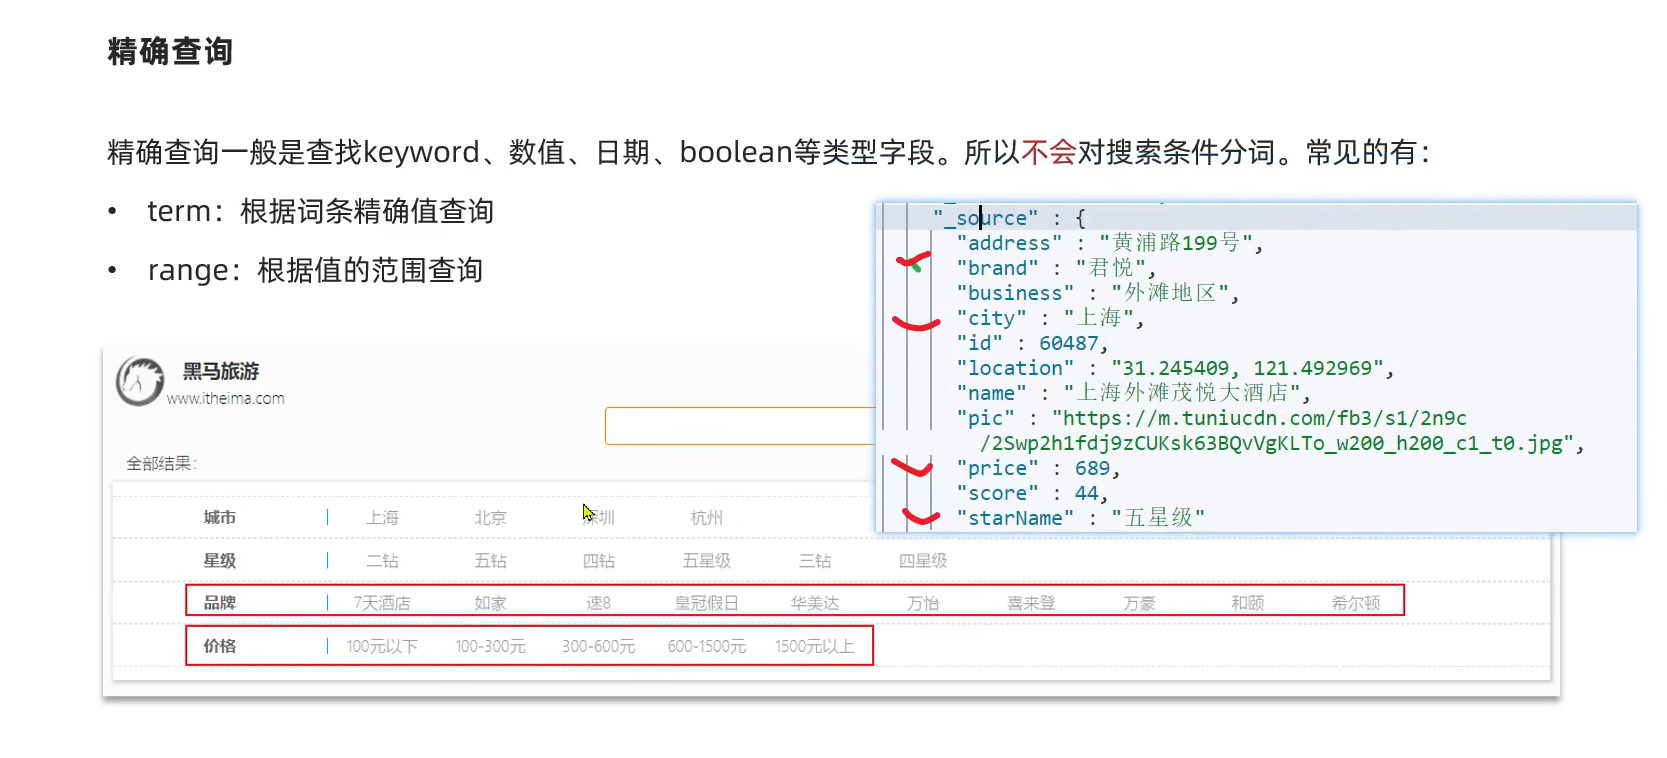 精确查询
精确查询一般是查找keyword、数值、日期、boolean等类型字段。所以不会对搜索条件分词。常见的有：
• term：根据词条精确值查询
• range：根据值的范围查询
"_source" : {
"address" : "黄浦路199号",
"brand" : "君悦",
"business" : "外滩地区",
"city" : "上海",
"id" : 60487,
"location" : "31.245409, 121.492969",
"name" : "上海外滩茂悦大酒店",
"pic" : "https://m.tuniucdn.com/fb3/s1/2n9c
/2Swp2h1fdj9zCUKsk63BQvVgKLTo_w200_h200_c1_t0.jpg",
"price" : 689,
"score" : 44,
"starName" : "五星级"
黑马旅游
www.itheima.com
全部结果：
城市 上海 北京 深圳 杭州
星级 二钻 五钻 四钻 五星级 三钻 四星级
品牌 7天酒店 如家 速8 皇冠假日 华美达 万怡 喜来登 万豪 和颐 希尔顿
价格 100元以下 100-300元 300-600元 600-1500元 1500元以上